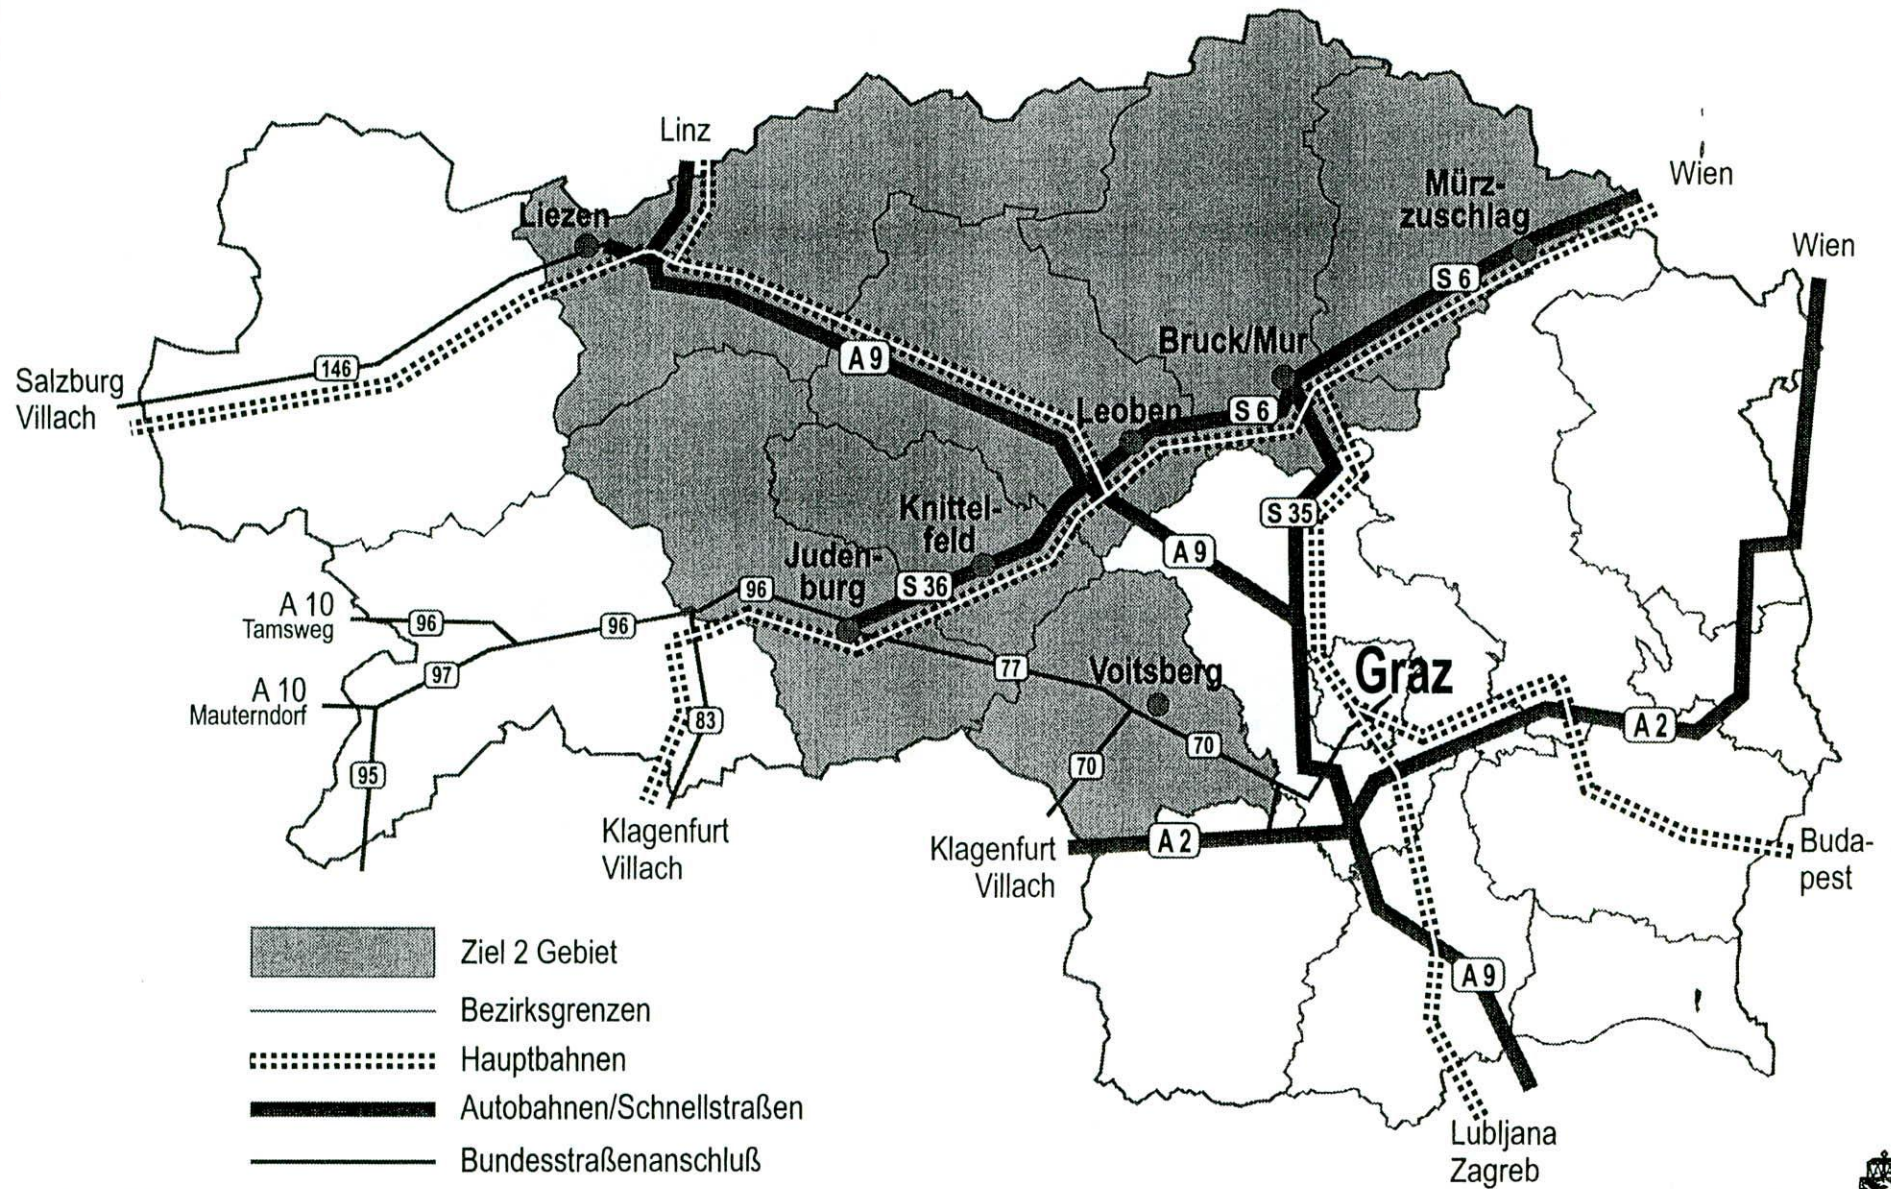 Linz
Wien
Mürz-
zuschlag
Liezen
Wien
S 6
Bruck/Mur
A 9
146
Salzburg
Villach
Leoben
S 6
Knittel-
feld
S 35
Juden-
burg
A 9
S 36
96
A 10
Tamsweg
96
96
Voitsberg
Graz
77
97
A 10
Mauterndorf
83
A 2
70
70
95
Klagenfurt
Villach
Klagenfurt
Villach
A 2
Buda-
pest
A 9
Lubljana
Zagreb
Ziel 2 Gebiet
Bezirksgrenzen
Hauptbahnen
Autobahnen/Schnellstraßen
Bundesstraßenanschluß